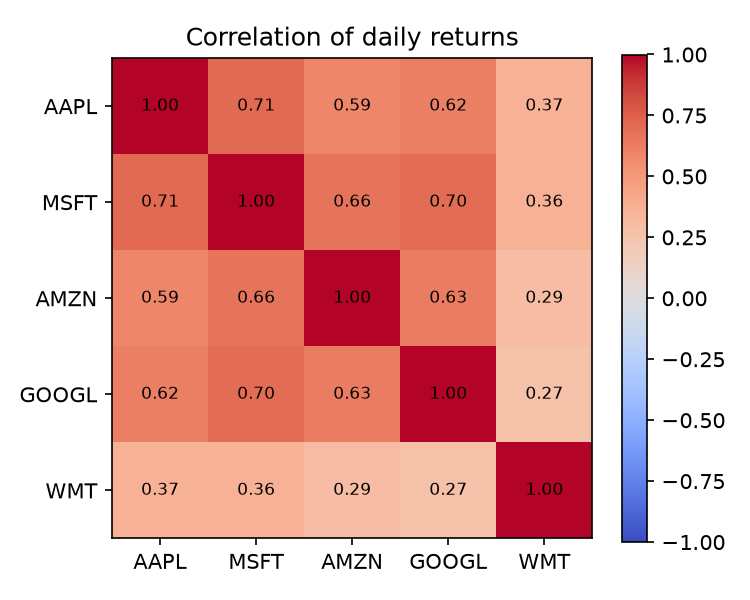 Correlation of daily returns
AAPL 1.00 0.71 0.59 0.62 0.37
MSFT 0.71 1.00 0.66 0.70 0.36
AMZN 0.59 0.66 1.00 0.63 0.29
GOOGL 0.62 0.70 0.63 1.00 0.27
WMT 0.37 0.36 0.29 0.27 1.00
AAPL MSFT AMZN GOOGL WMT
1.00
0.75
0.50
0.25
0.00
−0.25
−0.50
−0.75
−1.00